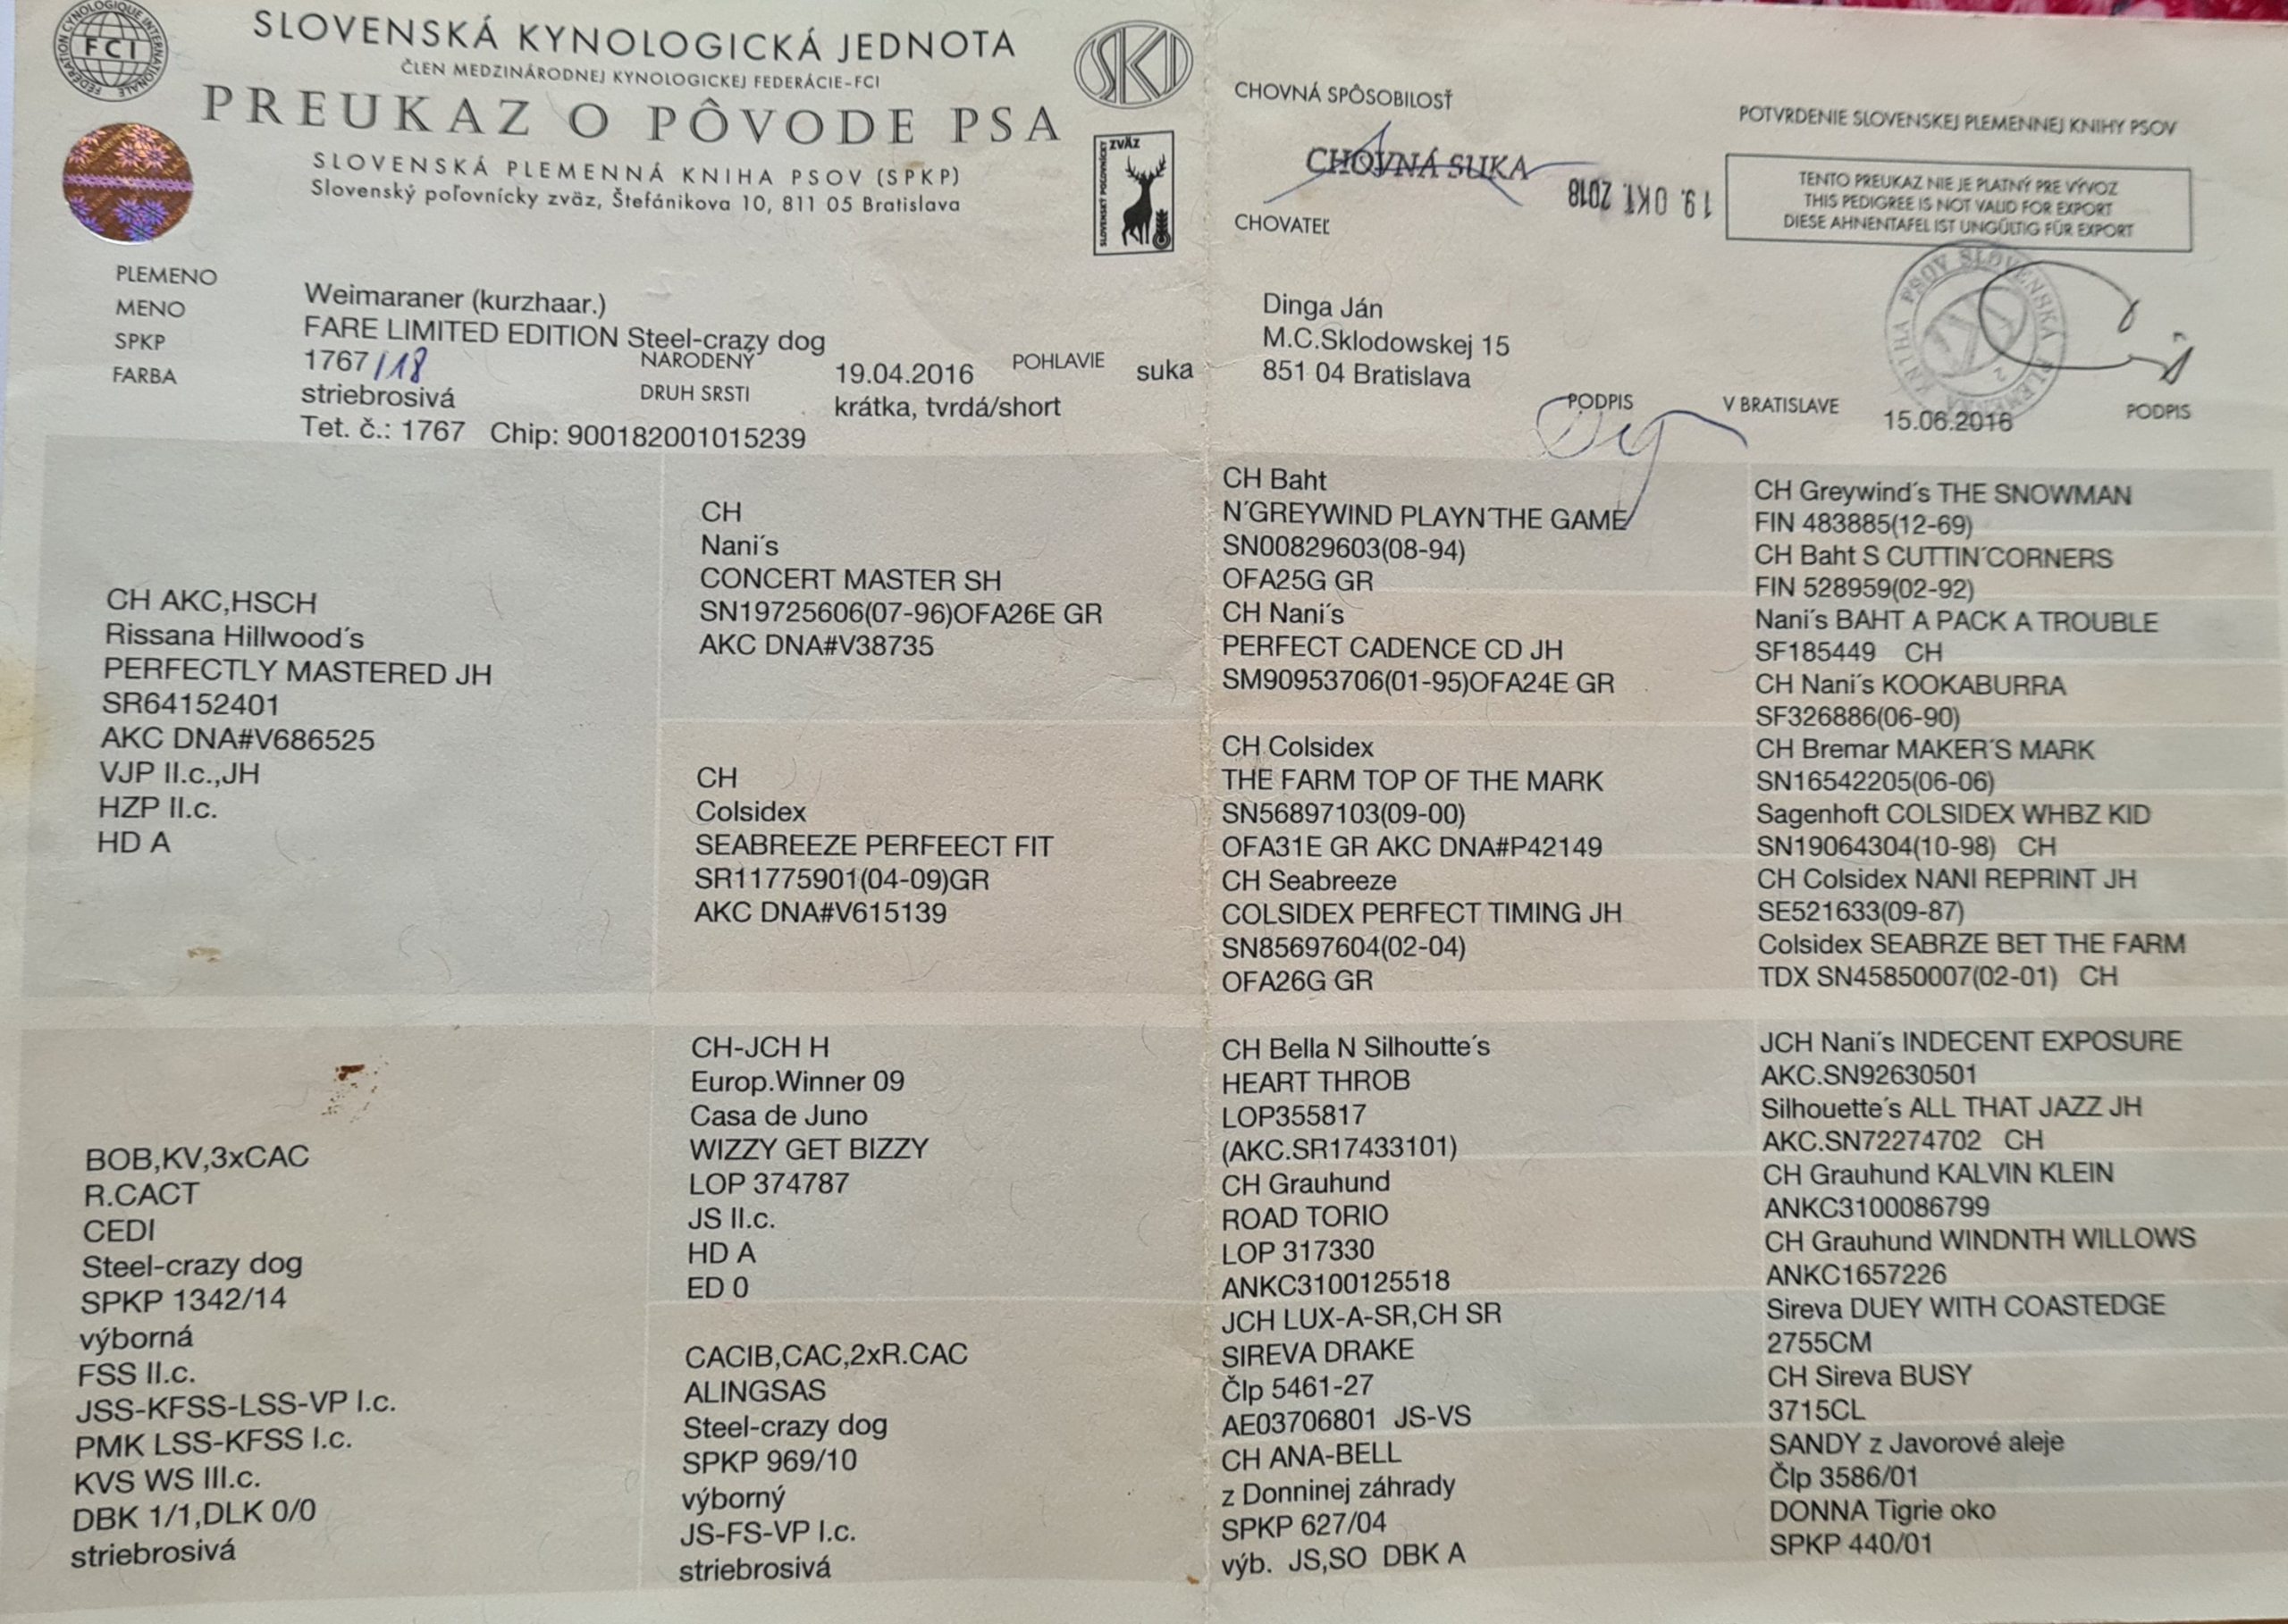 FEDERATION CYNOLOGIQUE INTERNATIONALE
FCI
SLOVENSKÁ KYNOLOGICKÁ JEDNOTA
ČLEN MEDZINÁRODNEJ KYNOLOGICKEJ FEDERÁCIE-FCI
SKJ
PREUKAZ O PÔVODE PSA
SLOVENSKÁ PLEMENNÁ KNIHA PSOV (SPKP)
Slovenský poľovnícky zväz, Štefánikova 10, 811 05 Bratislava
SLOVENSKÝ POĽOVNÍCKY ZVÄZ
PLEMENO Weimaraner (kurzhaar.)
MENO FARE LIMITED EDITION Steel-crazy dog
SPKP 1767/18 NARODENÝ 19.04.2016 POHLAVIE suka
FARBA striebrosivá DRUH SRSTI krátka, tvrdá/short
Tet. č.: 1767 Chip: 900182001015239
CHOVNÁ SPÔSOBILOSŤ
CHOVNÁ SUKA
19. OKT. 2018
CHOVATEĽ
Dinga Ján
M.C.Sklodowskej 15
851 04 Bratislava
PODPIS
POTVRDENIE SLOVENSKEJ PLEMENNEJ KNIHY PSOV
TENTO PREUKAZ NIE JE PLATNÝ PRE VÝVOZ
THIS PEDIGREE IS NOT VALID FOR EXPORT
DIESE AHNENTAFEL IST UNGÜLTIG FÜR EXPORT
V BRATISLAVE 15.06.2016 PODPIS
CH AKC,HSCH
Rissana Hillwood´s
PERFECTLY MASTERED JH
SR64152401
AKC DNA#V686525
VJP II.c.,JH
HZP II.c.
HD A
BOB,KV,3xCAC
R.CACT
CEDI
Steel-crazy dog
SPKP 1342/14
výborná
FSS II.c.
JSS-KFSS-LSS-VP I.c.
PMK LSS-KFSS I.c.
KVS WS III.c.
DBK 1/1,DLK 0/0
striebrosivá
CH
Nani´s
CONCERT MASTER SH
SN19725606(07-96)OFA26E GR
AKC DNA#V38735
CH
Colsidex
SEABREEZE PERFEECT FIT
SR11775901(04-09)GR
AKC DNA#V615139
CH-JCH H
Europ.Winner 09
Casa de Juno
WIZZY GET BIZZY
LOP 374787
JS II.c.
HD A
ED 0
CACIB,CAC,2xR.CAC
ALINGSAS
Steel-crazy dog
SPKP 969/10
výborný
JS-FS-VP I.c.
striebrosivá
CH Baht
N´GREYWIND PLAYN´THE GAME
SN00829603(08-94)
OFA25G GR
CH Nani´s
PERFECT CADENCE CD JH
SM90953706(01-95)OFA24E GR
CH Colsidex
THE FARM TOP OF THE MARK
SN56897103(09-00)
OFA31E GR AKC DNA#P42149
CH Seabreeze
COLSIDEX PERFECT TIMING JH
SN85697604(02-04)
OFA26G GR
CH Bella N Silhoutte´s
HEART THROB
LOP355817
(AKC.SR17433101)
CH Grauhund
ROAD TORIO
LOP 317330
ANKC3100125518
JCH LUX-A-SR,CH SR
SIREVA DRAKE
Člp 5461-27
AE03706801 JS-VS
CH ANA-BELL
z Donninej záhrady
SPKP 627/04
výb. JS,SO DBK A
CH Greywind´s THE SNOWMAN
FIN 483885(12-69)
CH Baht S CUTTIN´CORNERS
FIN 528959(02-92)
Nani´s BAHT A PACK A TROUBLE
SF185449 CH
CH Nani´s KOOKABURRA
SF326886(06-90)
CH Bremar MAKER´S MARK
SN16542205(06-06)
Sagenhoft COLSIDEX WHBZ KID
SN19064304(10-98) CH
CH Colsidex NANI REPRINT JH
SE521633(09-87)
Colsidex SEABRZE BET THE FARM
TDX SN45850007(02-01) CH
JCH Nani´s INDECENT EXPOSURE
AKC.SN92630501
Silhouette´s ALL THAT JAZZ JH
AKC.SN72274702 CH
CH Grauhund KALVIN KLEIN
ANKC3100086799
CH Grauhund WINDNTH WILLOWS
ANKC1657226
Sireva DUEY WITH COASTEDGE
2755CM
CH Sireva BUSY
3715CL
SANDY z Javorové aleje
Člp 3586/01
DONNA Tigrie oko
SPKP 440/01